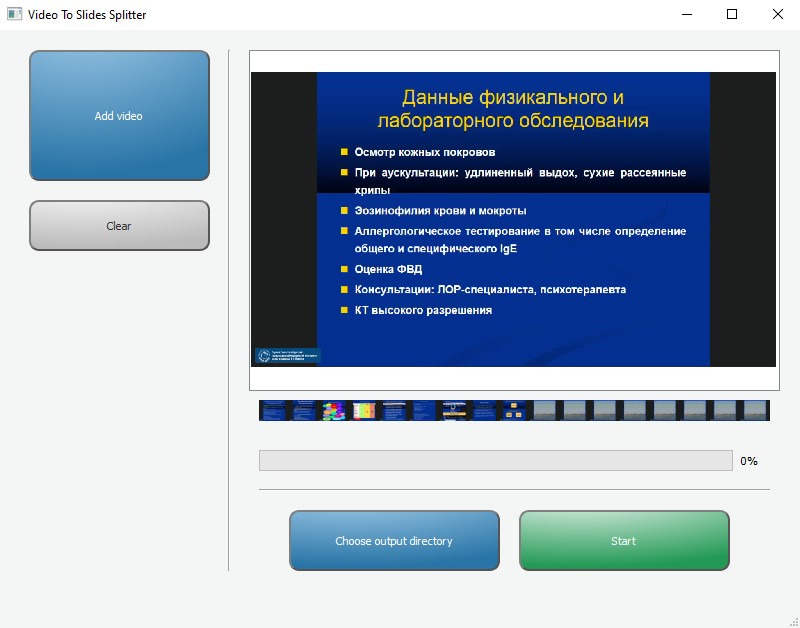 Video To Slides Splitter
Add video
Clear
Данные физикального и
лабораторного обследования
Осмотр кожных покровов
При аускультации: удлиненный выдох, сухие рассеянные
хрипы
Эозинофилия крови и мокроты
Аллергологическое тестирование в том числе определение
общего и специфического IgE
Оценка ФВД
Консультации: ЛОР-специалиста, психотерапевта
КТ высокого разрешения
0%
Choose output directory
Start